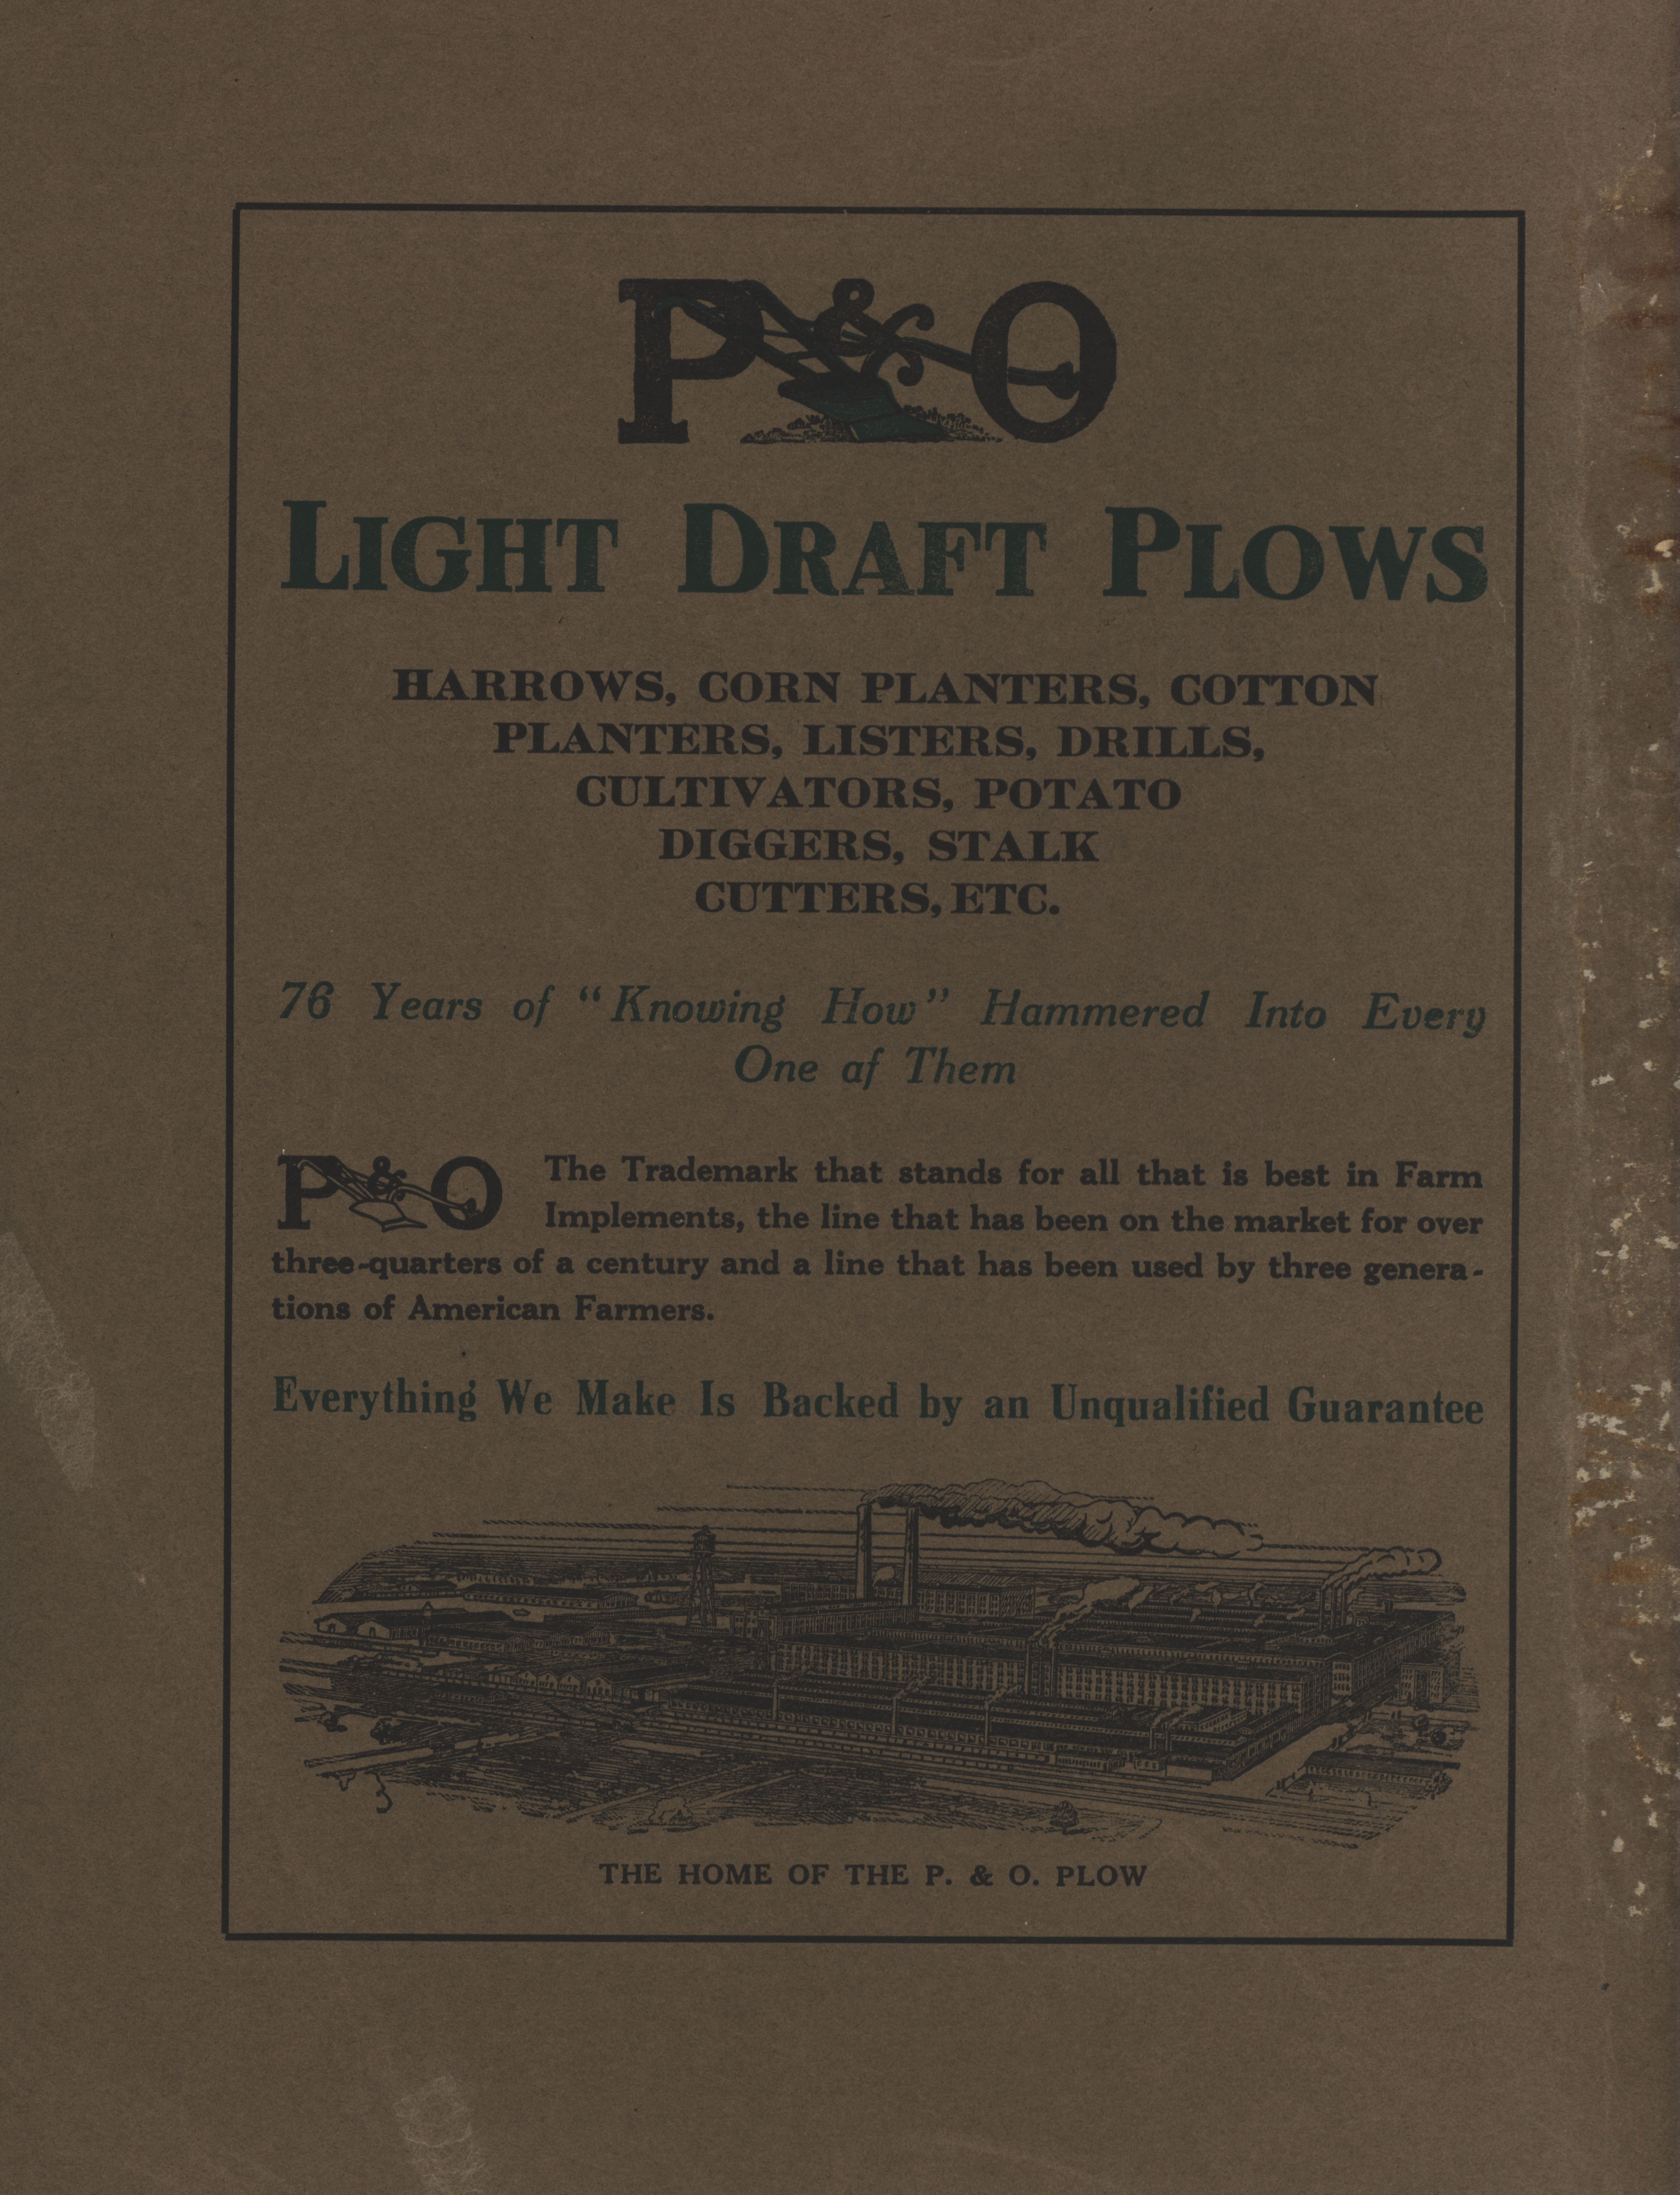 P&O
LIGHT DRAFT PLOWS
HARROWS, CORN PLANTERS, COTTON
PLANTERS, LISTERS, DRILLS,
CULTIVATORS, POTATO
DIGGERS, STALK
CUTTERS, ETC.
76 Years of "Knowing How" Hammered Into Every
One af Them
P&O The Trademark that stands for all that is best in Farm
Implements, the line that has been on the market for over
three-quarters of a century and a line that has been used by three genera-
tions of American Farmers.
Everything We Make Is Backed by an Unqualified Guarantee
THE HOME OF THE P. & O. PLOW